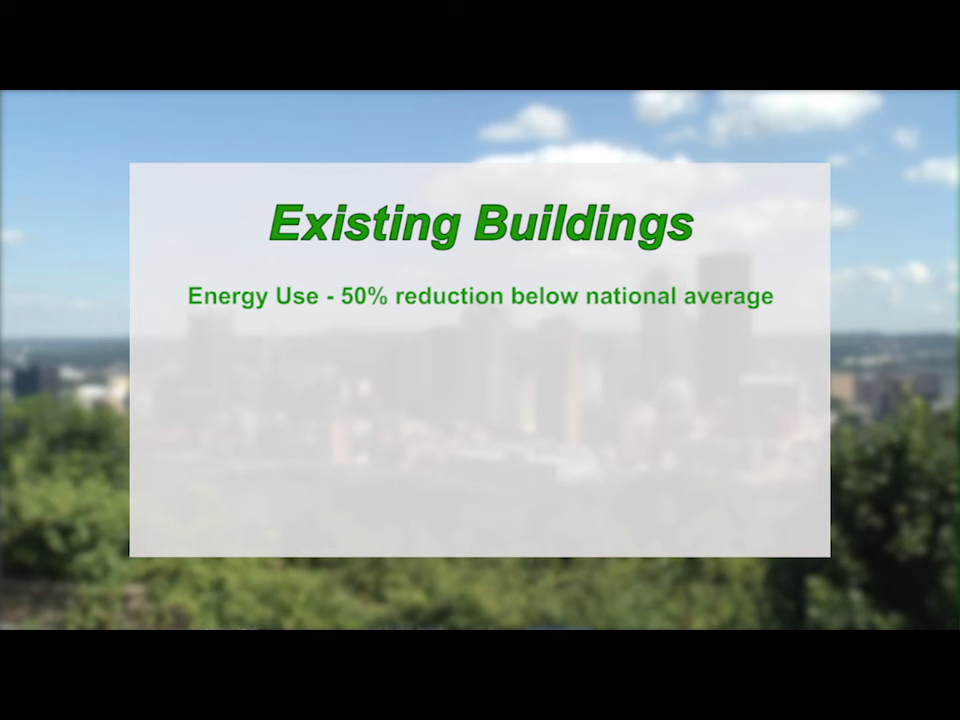 Existing Buildings
Energy Use - 50% reduction below national average